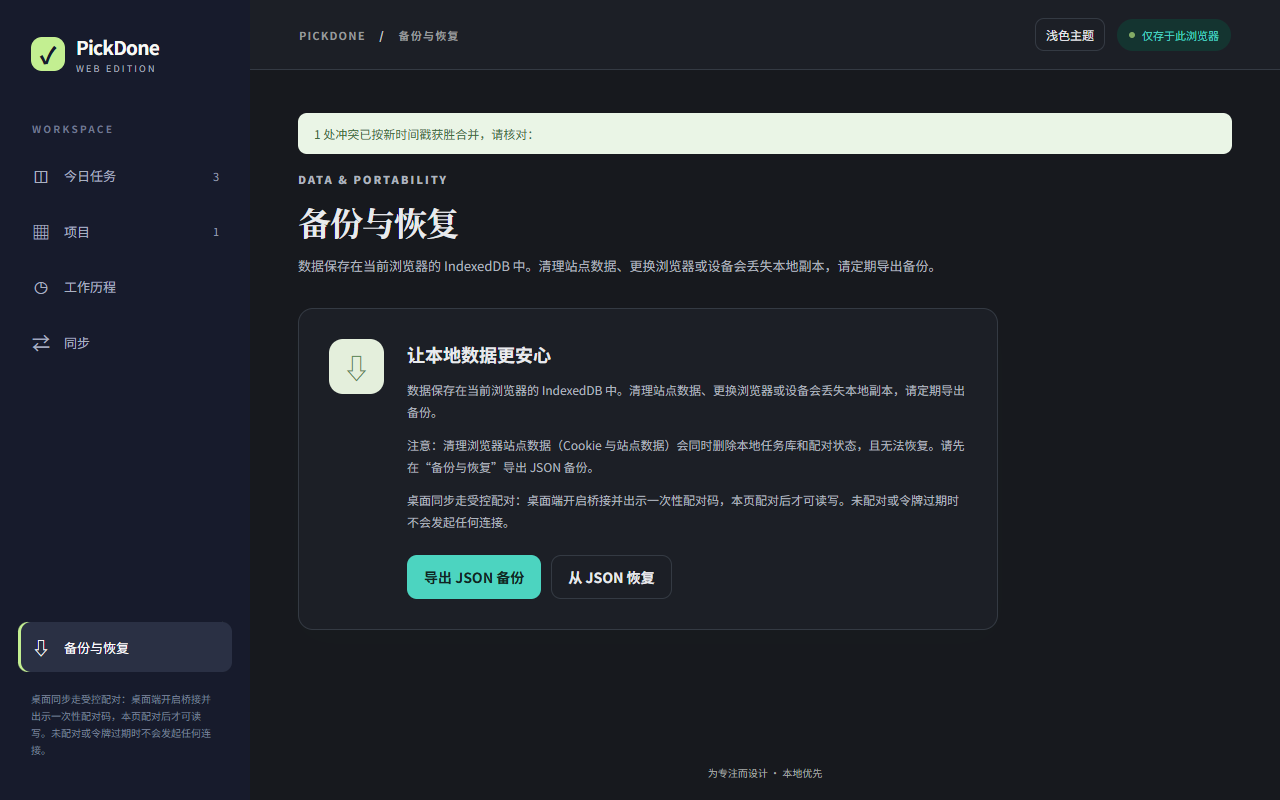 PickDone
WEB EDITION
WORKSPACE
今日任务 3
项目 1
工作历程
同步
备份与恢复
桌面同步走受控配对：桌面端开启桥接并
出示一次性配对码，本页配对后才可读
写。未配对或令牌过期时不会发起任何连
接。
PICKDONE / 备份与恢复
浅色主题
仅存于此浏览器
1 处冲突已按新时间戳获胜合并，请核对：
DATA & PORTABILITY
备份与恢复
数据保存在当前浏览器的 IndexedDB 中。清理站点数据、更换浏览器或设备会丢失本地副本，请定期导出备份。
让本地数据更安心
数据保存在当前浏览器的 IndexedDB 中。清理站点数据、更换浏览器或设备会丢失本地副本，请定期导出
备份。
注意：清理浏览器站点数据（Cookie 与站点数据）会同时删除本地任务库和配对状态，且无法恢复。请先
在“备份与恢复”导出 JSON 备份。
桌面同步走受控配对：桌面端开启桥接并出示一次性配对码，本页配对后才可读写。未配对或令牌过期时
不会发起任何连接。
导出 JSON 备份
从 JSON 恢复
为专注而设计 · 本地优先